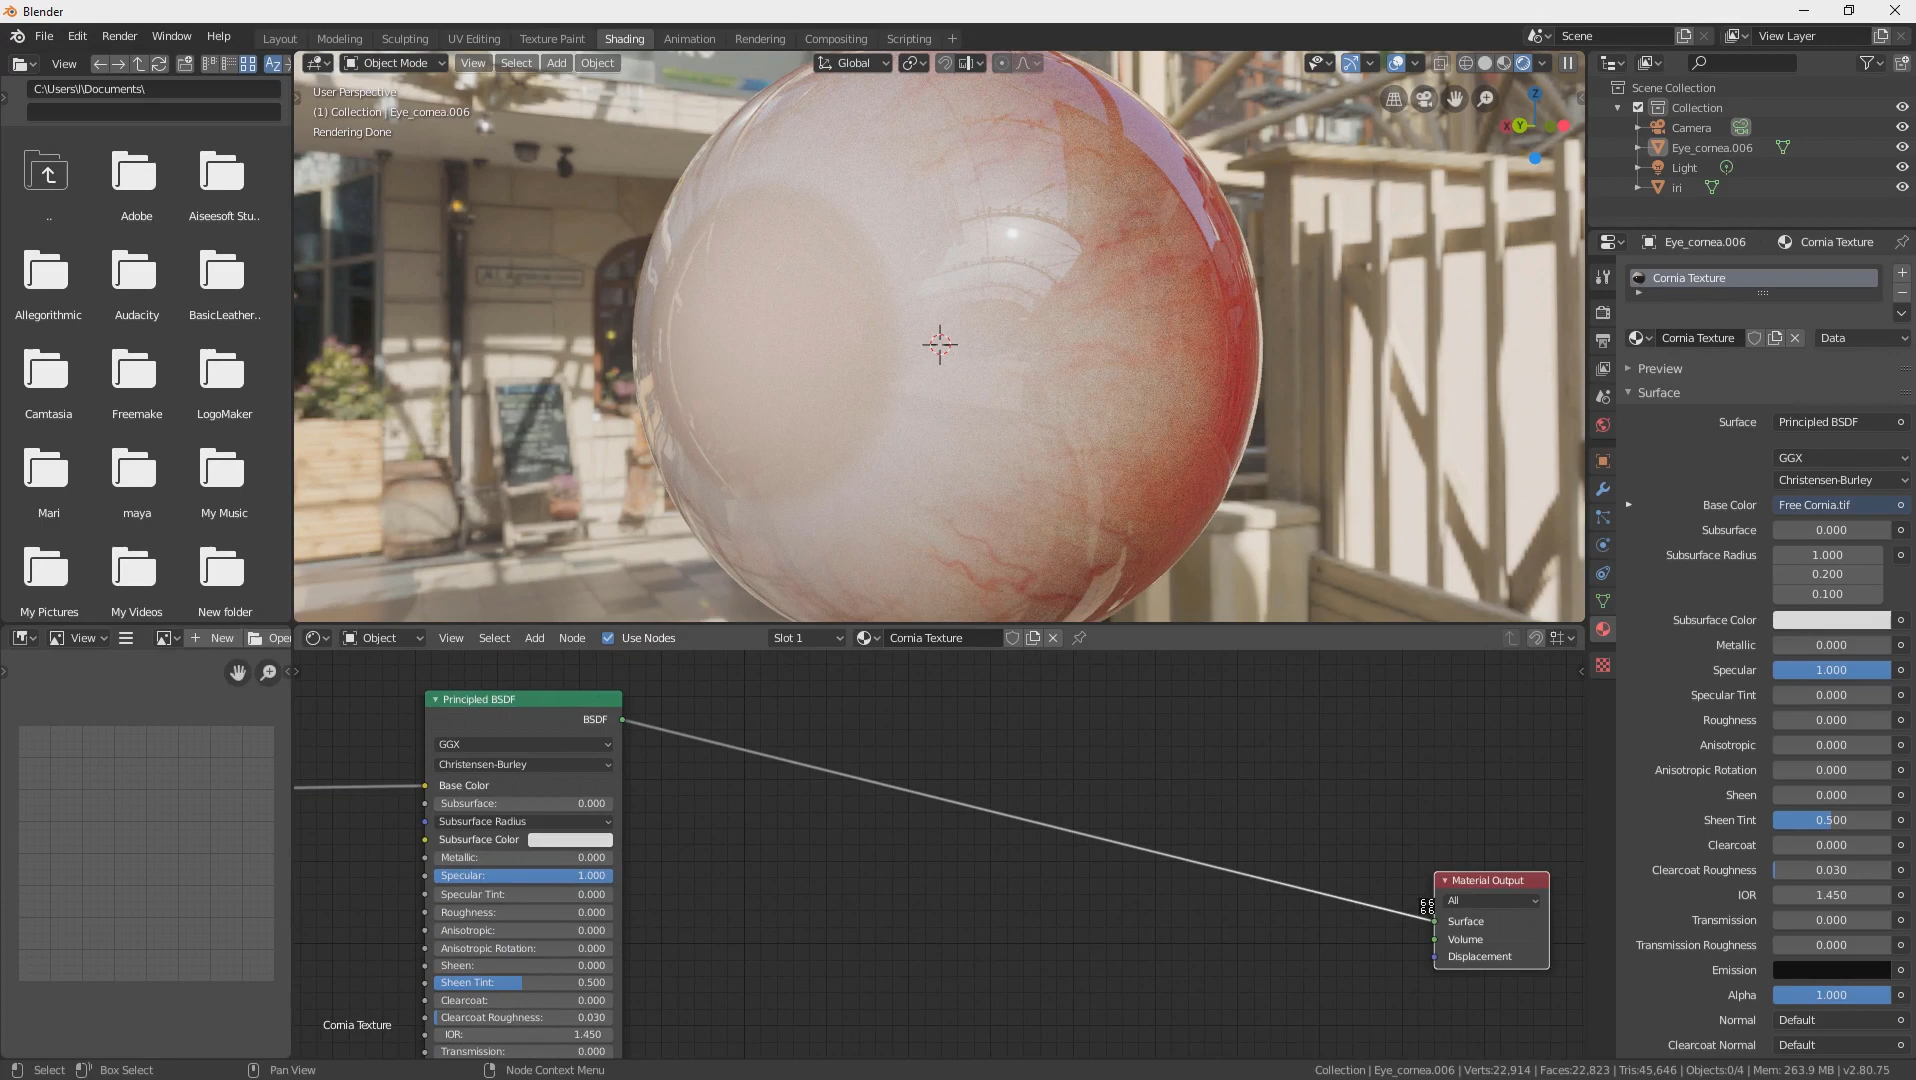 Blender
File Edit Render Window Help
Layout Modeling Sculpting UV Editing Texture Paint Shading Animation Rendering Compositing Scripting +
Scene
View Layer
View
C:\Users\I\Documents\
..
Adobe
Aiseesoft Stu..
Allegorithmic
Audacity
BasicLeather..
Camtasia
Freemake
LogoMaker
Mari
maya
My Music
My Pictures
My Videos
New folder
Object Mode View Select Add Object
Global
User Perspective
(1) Collection | Eye_cornea.006
Rendering Done
Z
X
Y
Scene Collection
Collection
Camera
Eye_cornea.006
Light
iri
Eye_cornea.006 Cornia Texture
Cornia Texture
Cornia Texture Data
Preview
Surface
Surface Principled BSDF
GGX
Christensen-Burley
Base Color Free Cornia.tif
Subsurface 0.000
Subsurface Radius 1.000
0.200
0.100
Subsurface Color
Metallic 0.000
Specular 1.000
Specular Tint 0.000
Roughness 0.000
Anisotropic 0.000
Anisotropic Rotation 0.000
Sheen 0.000
Sheen Tint 0.500
Clearcoat 0.000
Clearcoat Roughness 0.030
IOR 1.450
Transmission 0.000
Transmission Roughness 0.000
Emission
Alpha 1.000
Normal Default
Clearcoat Normal Default
View
+ New
Open
Object View Select Add Node Use Nodes
Slot 1
Cornia Texture
Principled BSDF
BSDF
GGX
Christensen-Burley
Base Color
Subsurface: 0.000
Subsurface Radius
Subsurface Color
Metallic: 0.000
Specular: 1.000
Specular Tint: 0.000
Roughness: 0.000
Anisotropic: 0.000
Anisotropic Rotation: 0.000
Sheen: 0.000
Sheen Tint: 0.500
Clearcoat: 0.000
Clearcoat Roughness: 0.030
IOR: 1.450
Transmission: 0.000
Cornia Texture
66
66
Material Output
All
Surface
Volume
Displacement
Select Box Select Pan View Node Context Menu
Collection | Eye_cornea.006 | Verts:22,914 | Faces:22,823 | Tris:45,646 | Objects:0/4 | Mem: 263.9 MB | v2.80.75